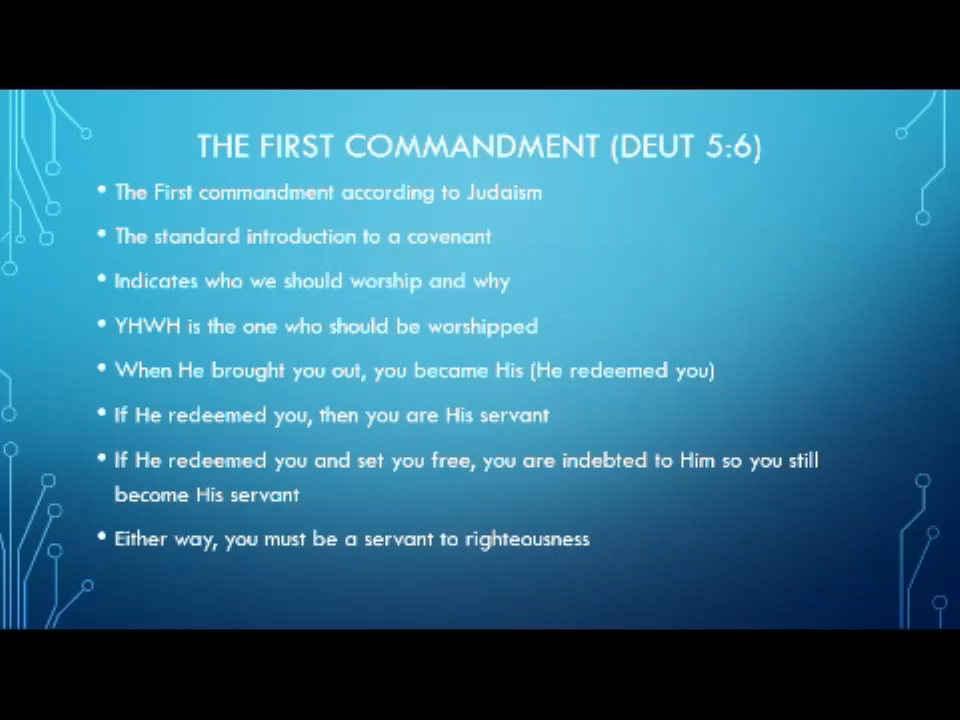 THE FIRST COMMANDMENT (DEUT 5:6)
• The First commandment according to Judaism
• The standard introduction to a covenant
• Indicates who we should worship and why
• YHWH is the one who should be worshipped
• When He brought you out, you became His (He redeemed you)
• If He redeemed you, then you are His servant
• If He redeemed you and set you free, you are indebted to Him so you still
become His servant
• Either way, you must be a servant to righteousness